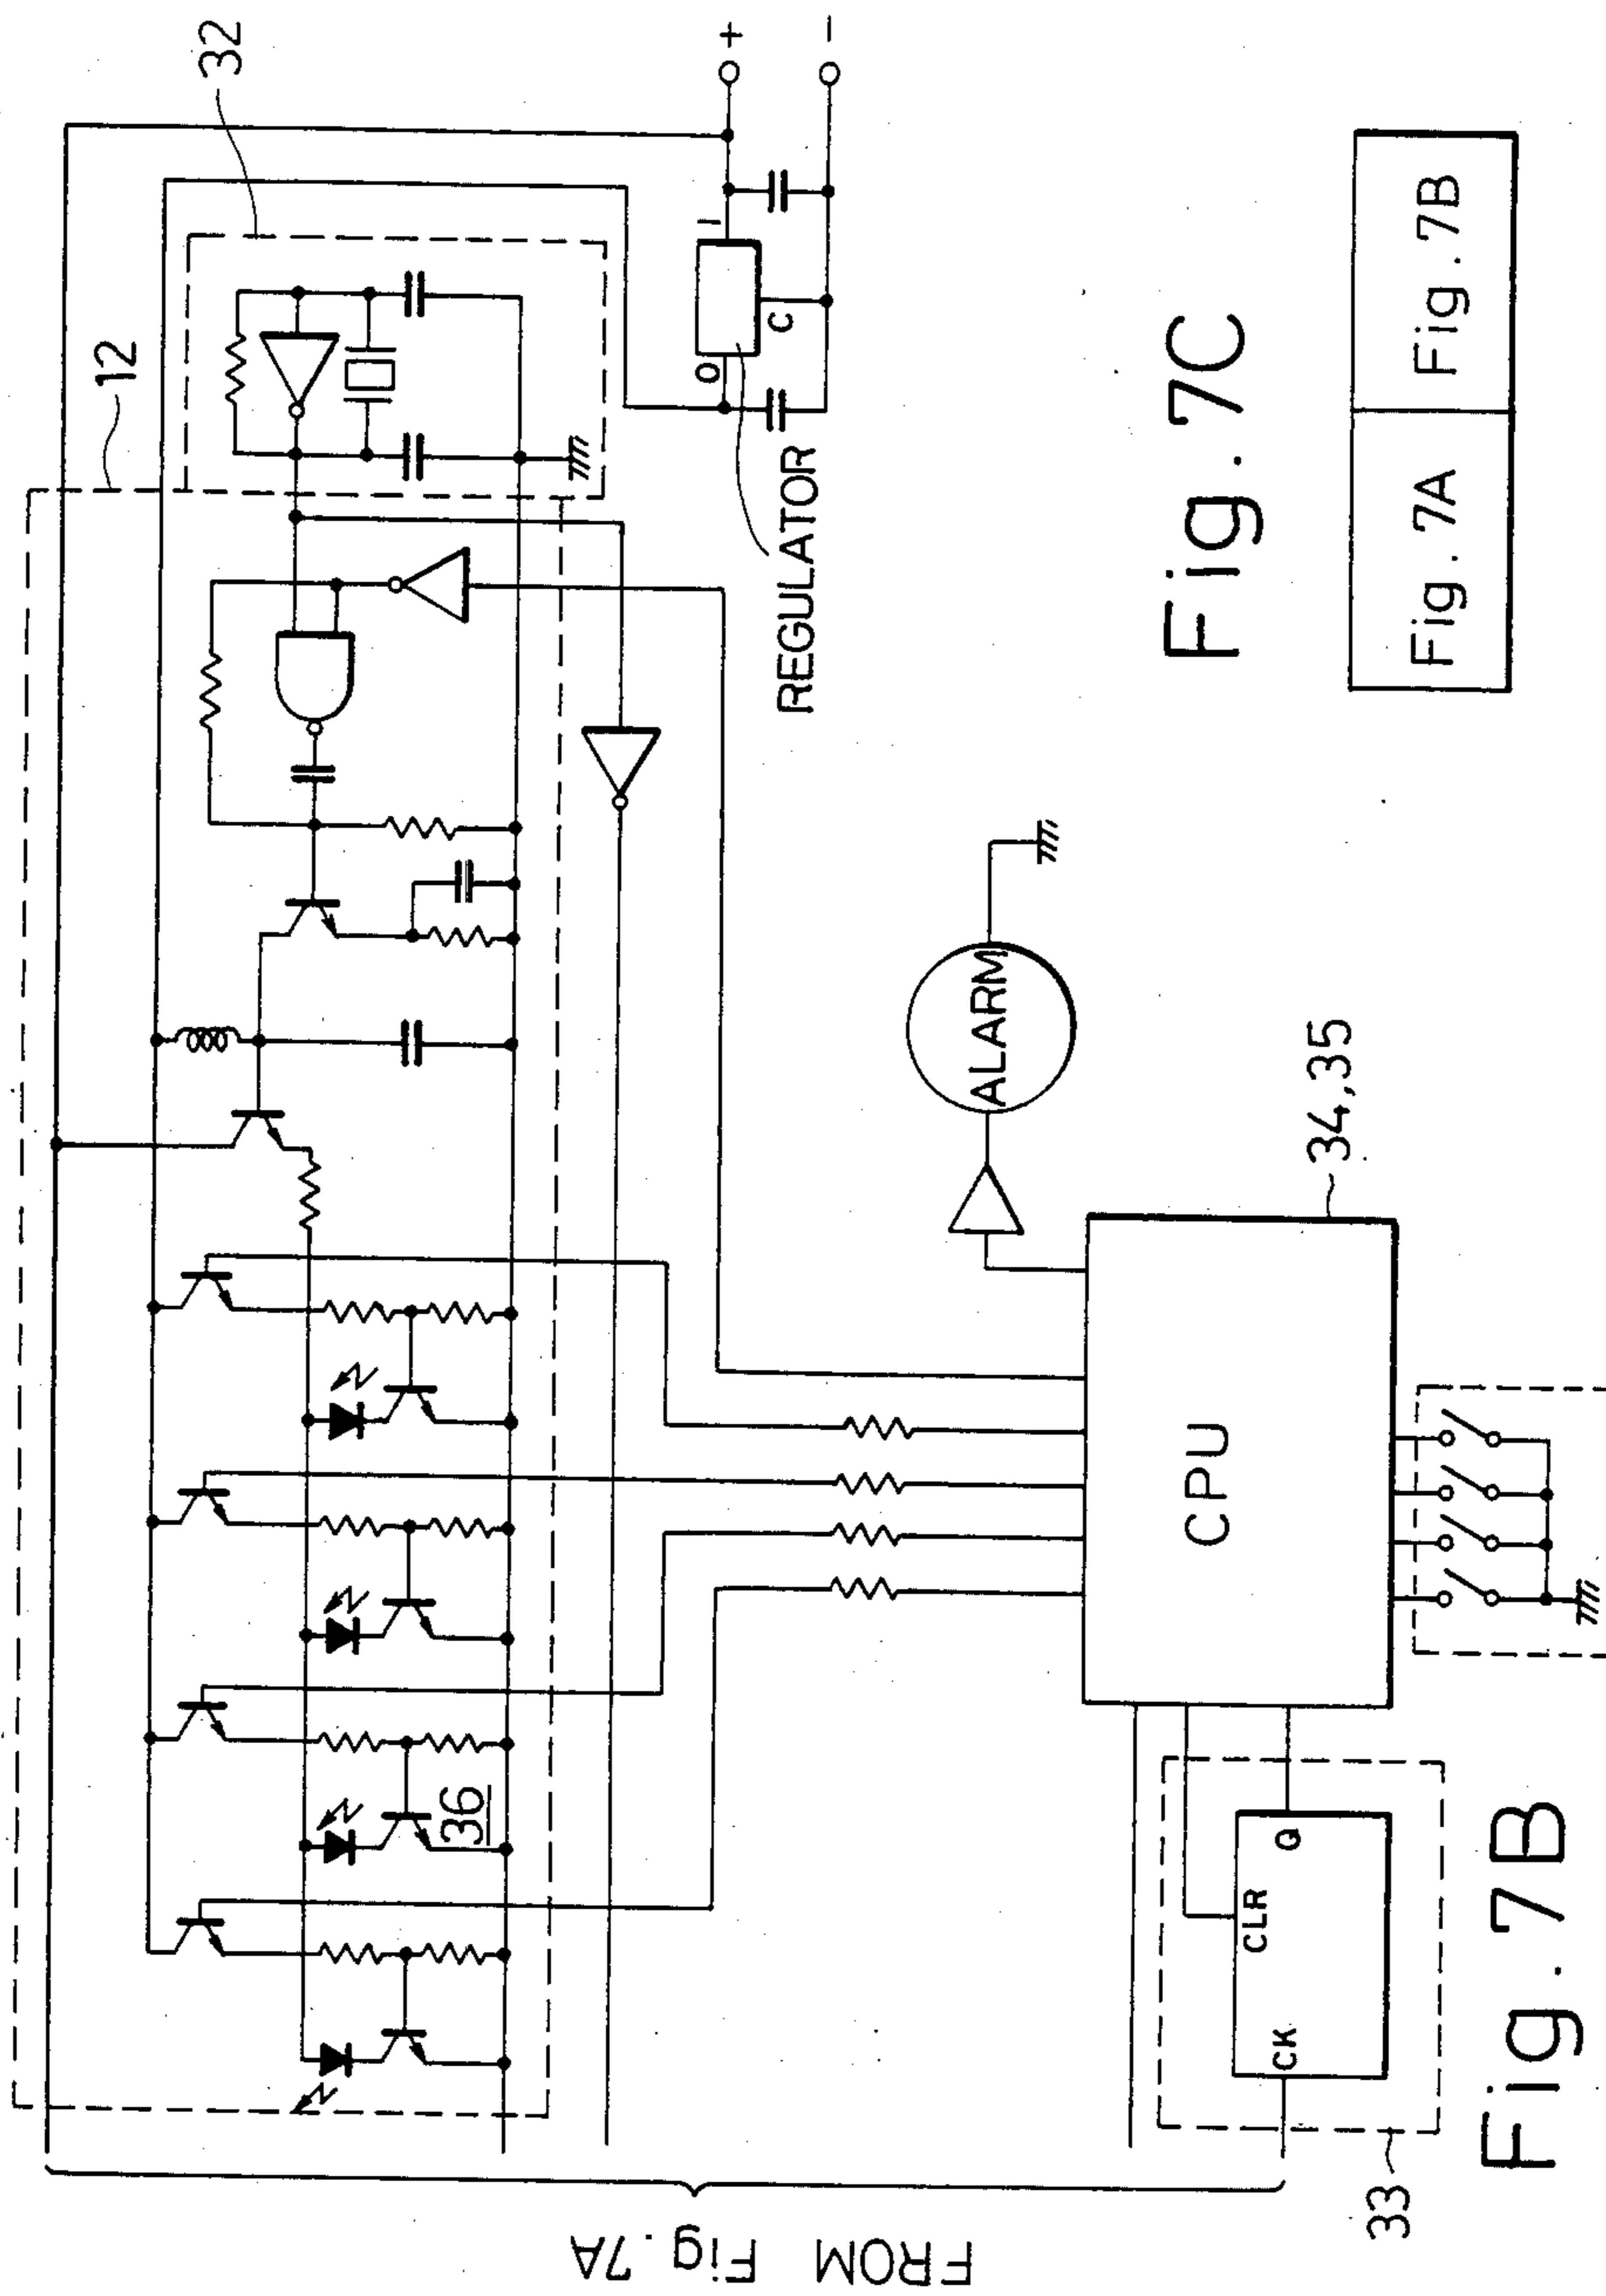 12
32
+
-
I
O
C
REGULATOR
36
ALARM
CPU
34,35
CLR
Q
CK
33
FROM Fig.7A
Fig.7B
Fig.7C
Fig.7A
Fig.7B